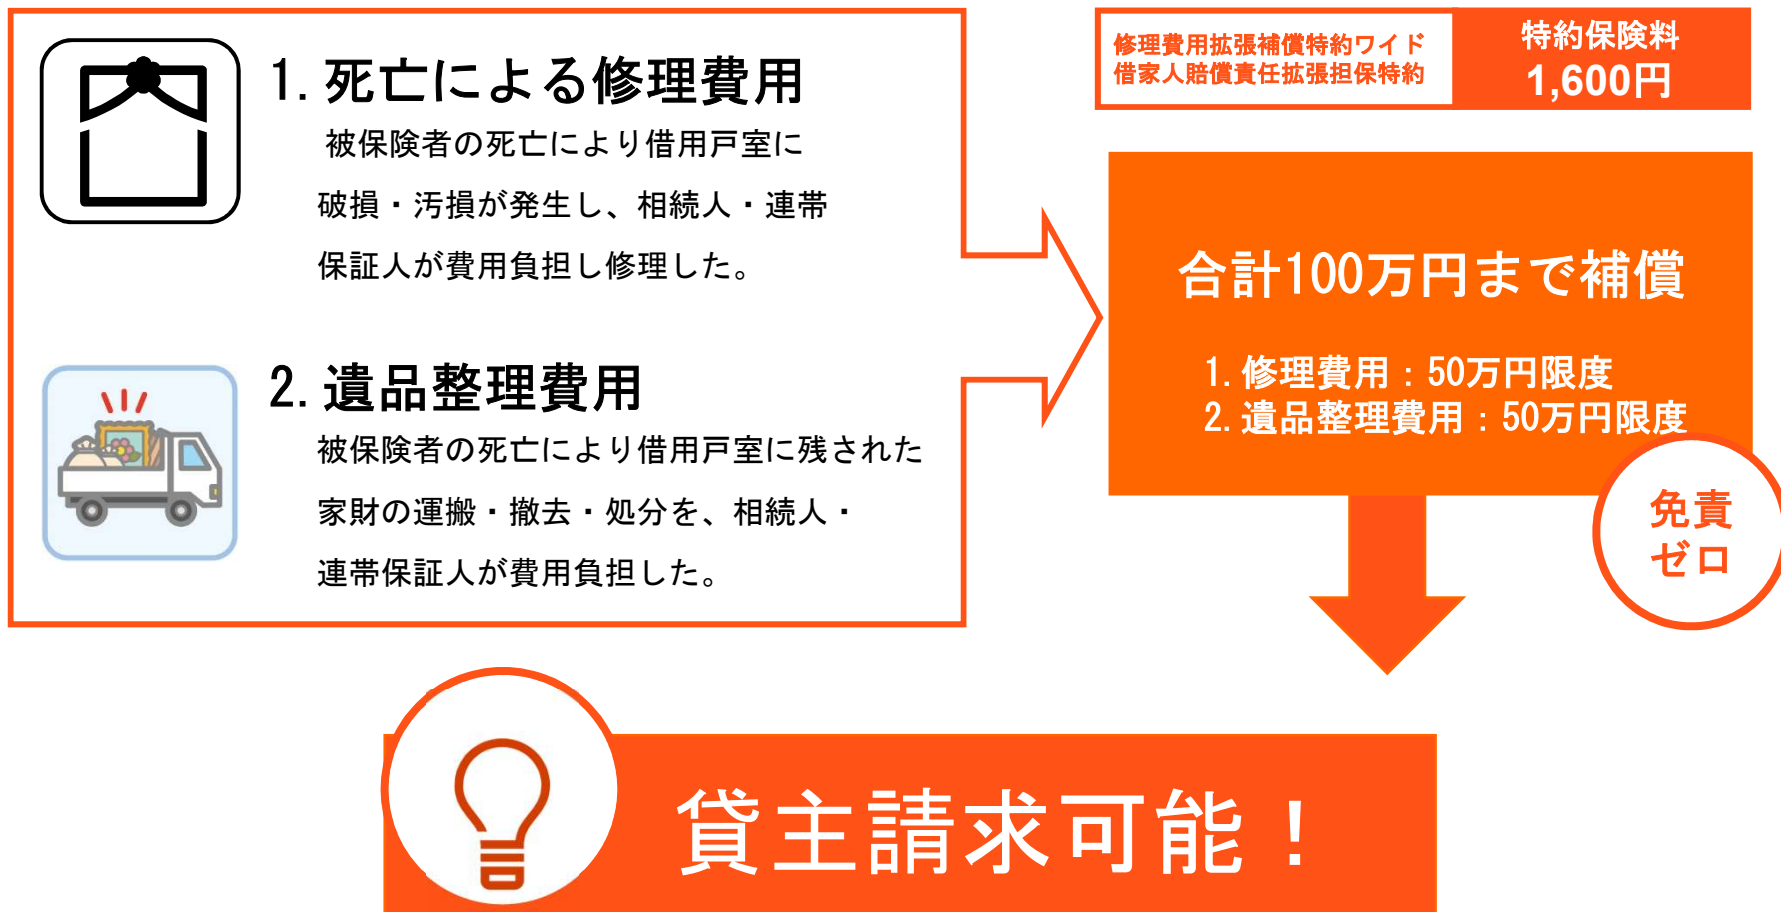 1. 死亡による修理費用
被保険者の死亡により借用戸室に
破損・汚損が発生し、相続人・連帯
保証人が費用負担し修理した。
2. 遺品整理費用
被保険者の死亡により借用戸室に残された
家財の運搬・撤去・処分を、相続人・
連帯保証人が費用負担した。
修理費用拡張補償特約ワイド
借家人賠償責任拡張担保特約
特約保険料
1,600円
合計100万円まで補償
1. 修理費用：50万円限度
2. 遺品整理費用：50万円限度
免責
ゼロ
貸主請求可能！